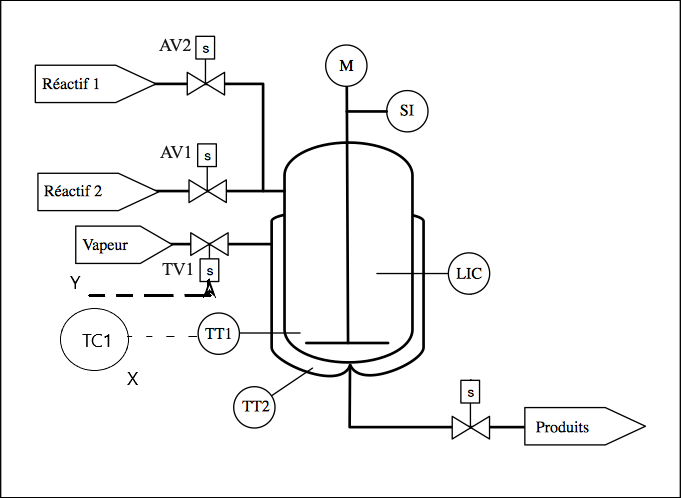 AV2
s
M
Réactif 1
SI
AV1
s
Réactif 2
Vapeur
TV1
s
LIC
Y
TC1
TT1
X
TT2
s
Produits